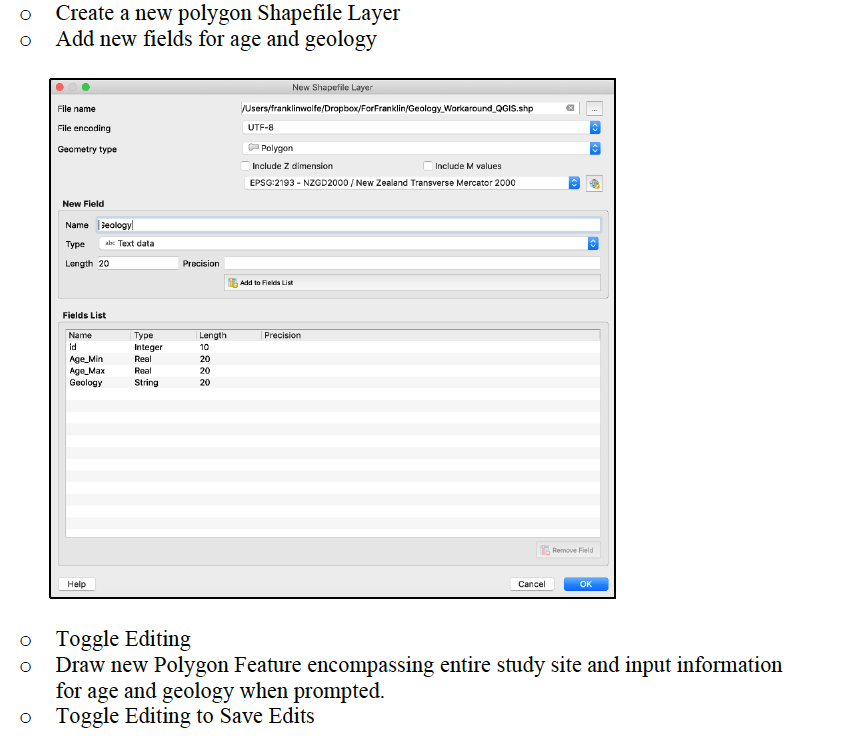 o Create a new polygon Shapefile Layer
o Add new fields for age and geology
New Shapefile Layer
File name /Users/franklinwolfe/Dropbox/ForFranklin/Geology_Workaround_QGIS.shp ...
File encoding UTF-8
Geometry type Polygon
Include Z dimension Include M values
EPSG:2193 - NZGD2000 / New Zealand Transverse Mercator 2000
New Field
Name Geology
Type abc Text data
Length 20 Precision
Add to Fields List
Fields List
Name Type Length Precision
id Integer 10
Age_Min Real 20
Age_Max Real 20
Geology String 20
Remove Field
Help Cancel OK
o Toggle Editing
o Draw new Polygon Feature encompassing entire study site and input information
for age and geology when prompted.
o Toggle Editing to Save Edits